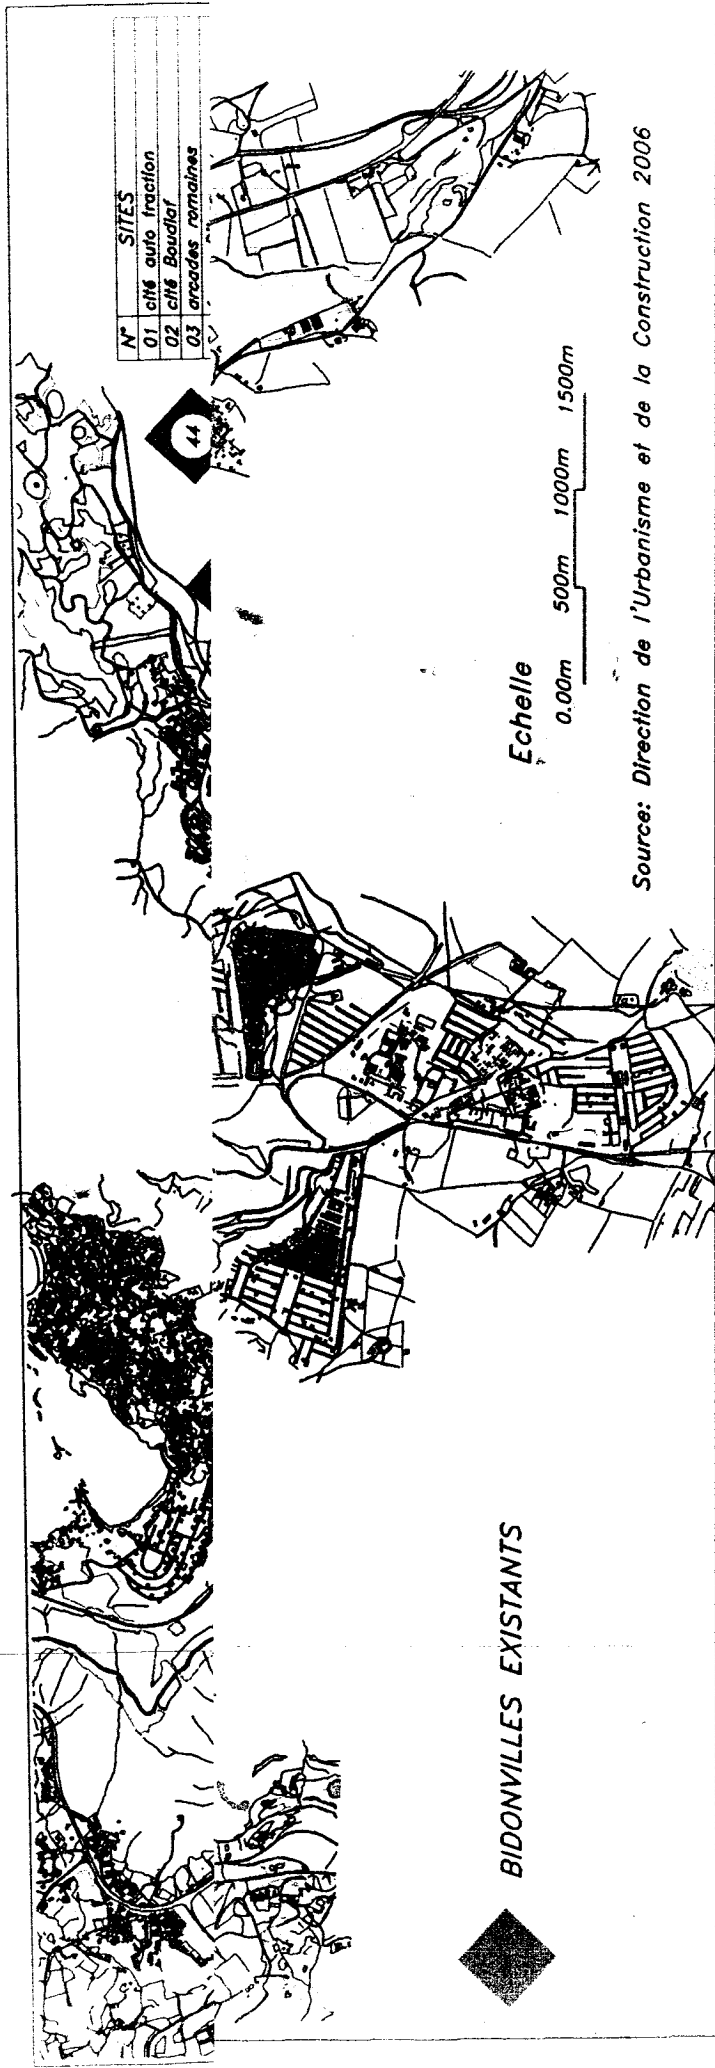 N° SITES
01 cité auto traction
02 cité Boudiaf
03 arcades romaines
44
Echelle
0.00m 500m 1000m 1500m
BIDONVILLES EXISTANTS
Source: Direction de l'Urbanisme et de la Construction 2006